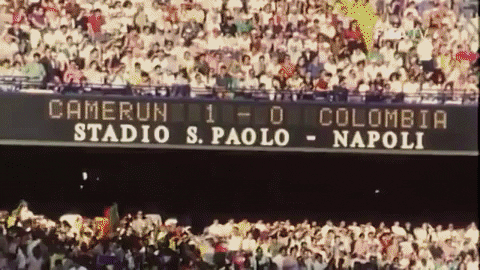 CAMERUN 1 - 0 COLOMBIA
STADIO S. PAOLO - NAPOLI